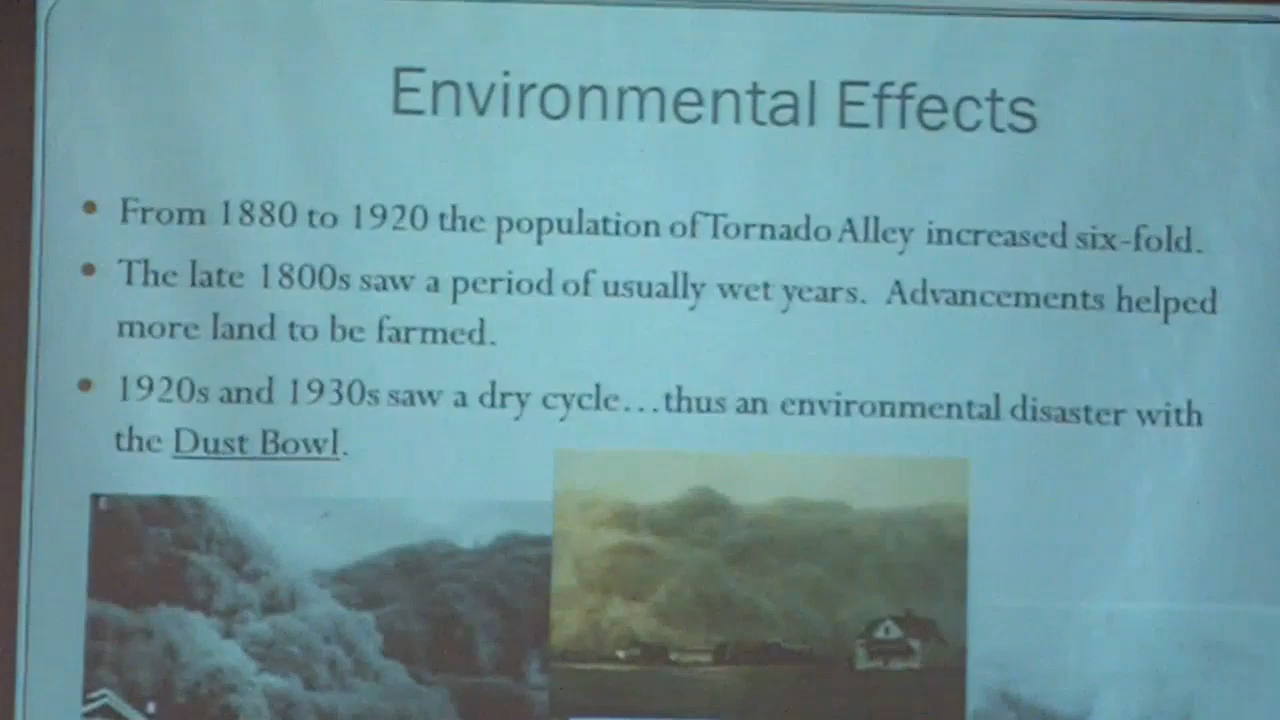 Environmental Effects
• From 1880 to 1920 the population of Tornado Alley increased six-fold.
• The late 1800s saw a period of usually wet years. Advancements helped
more land to be farmed.
• 1920s and 1930s saw a dry cycle…thus an environmental disaster with
the Dust Bowl.